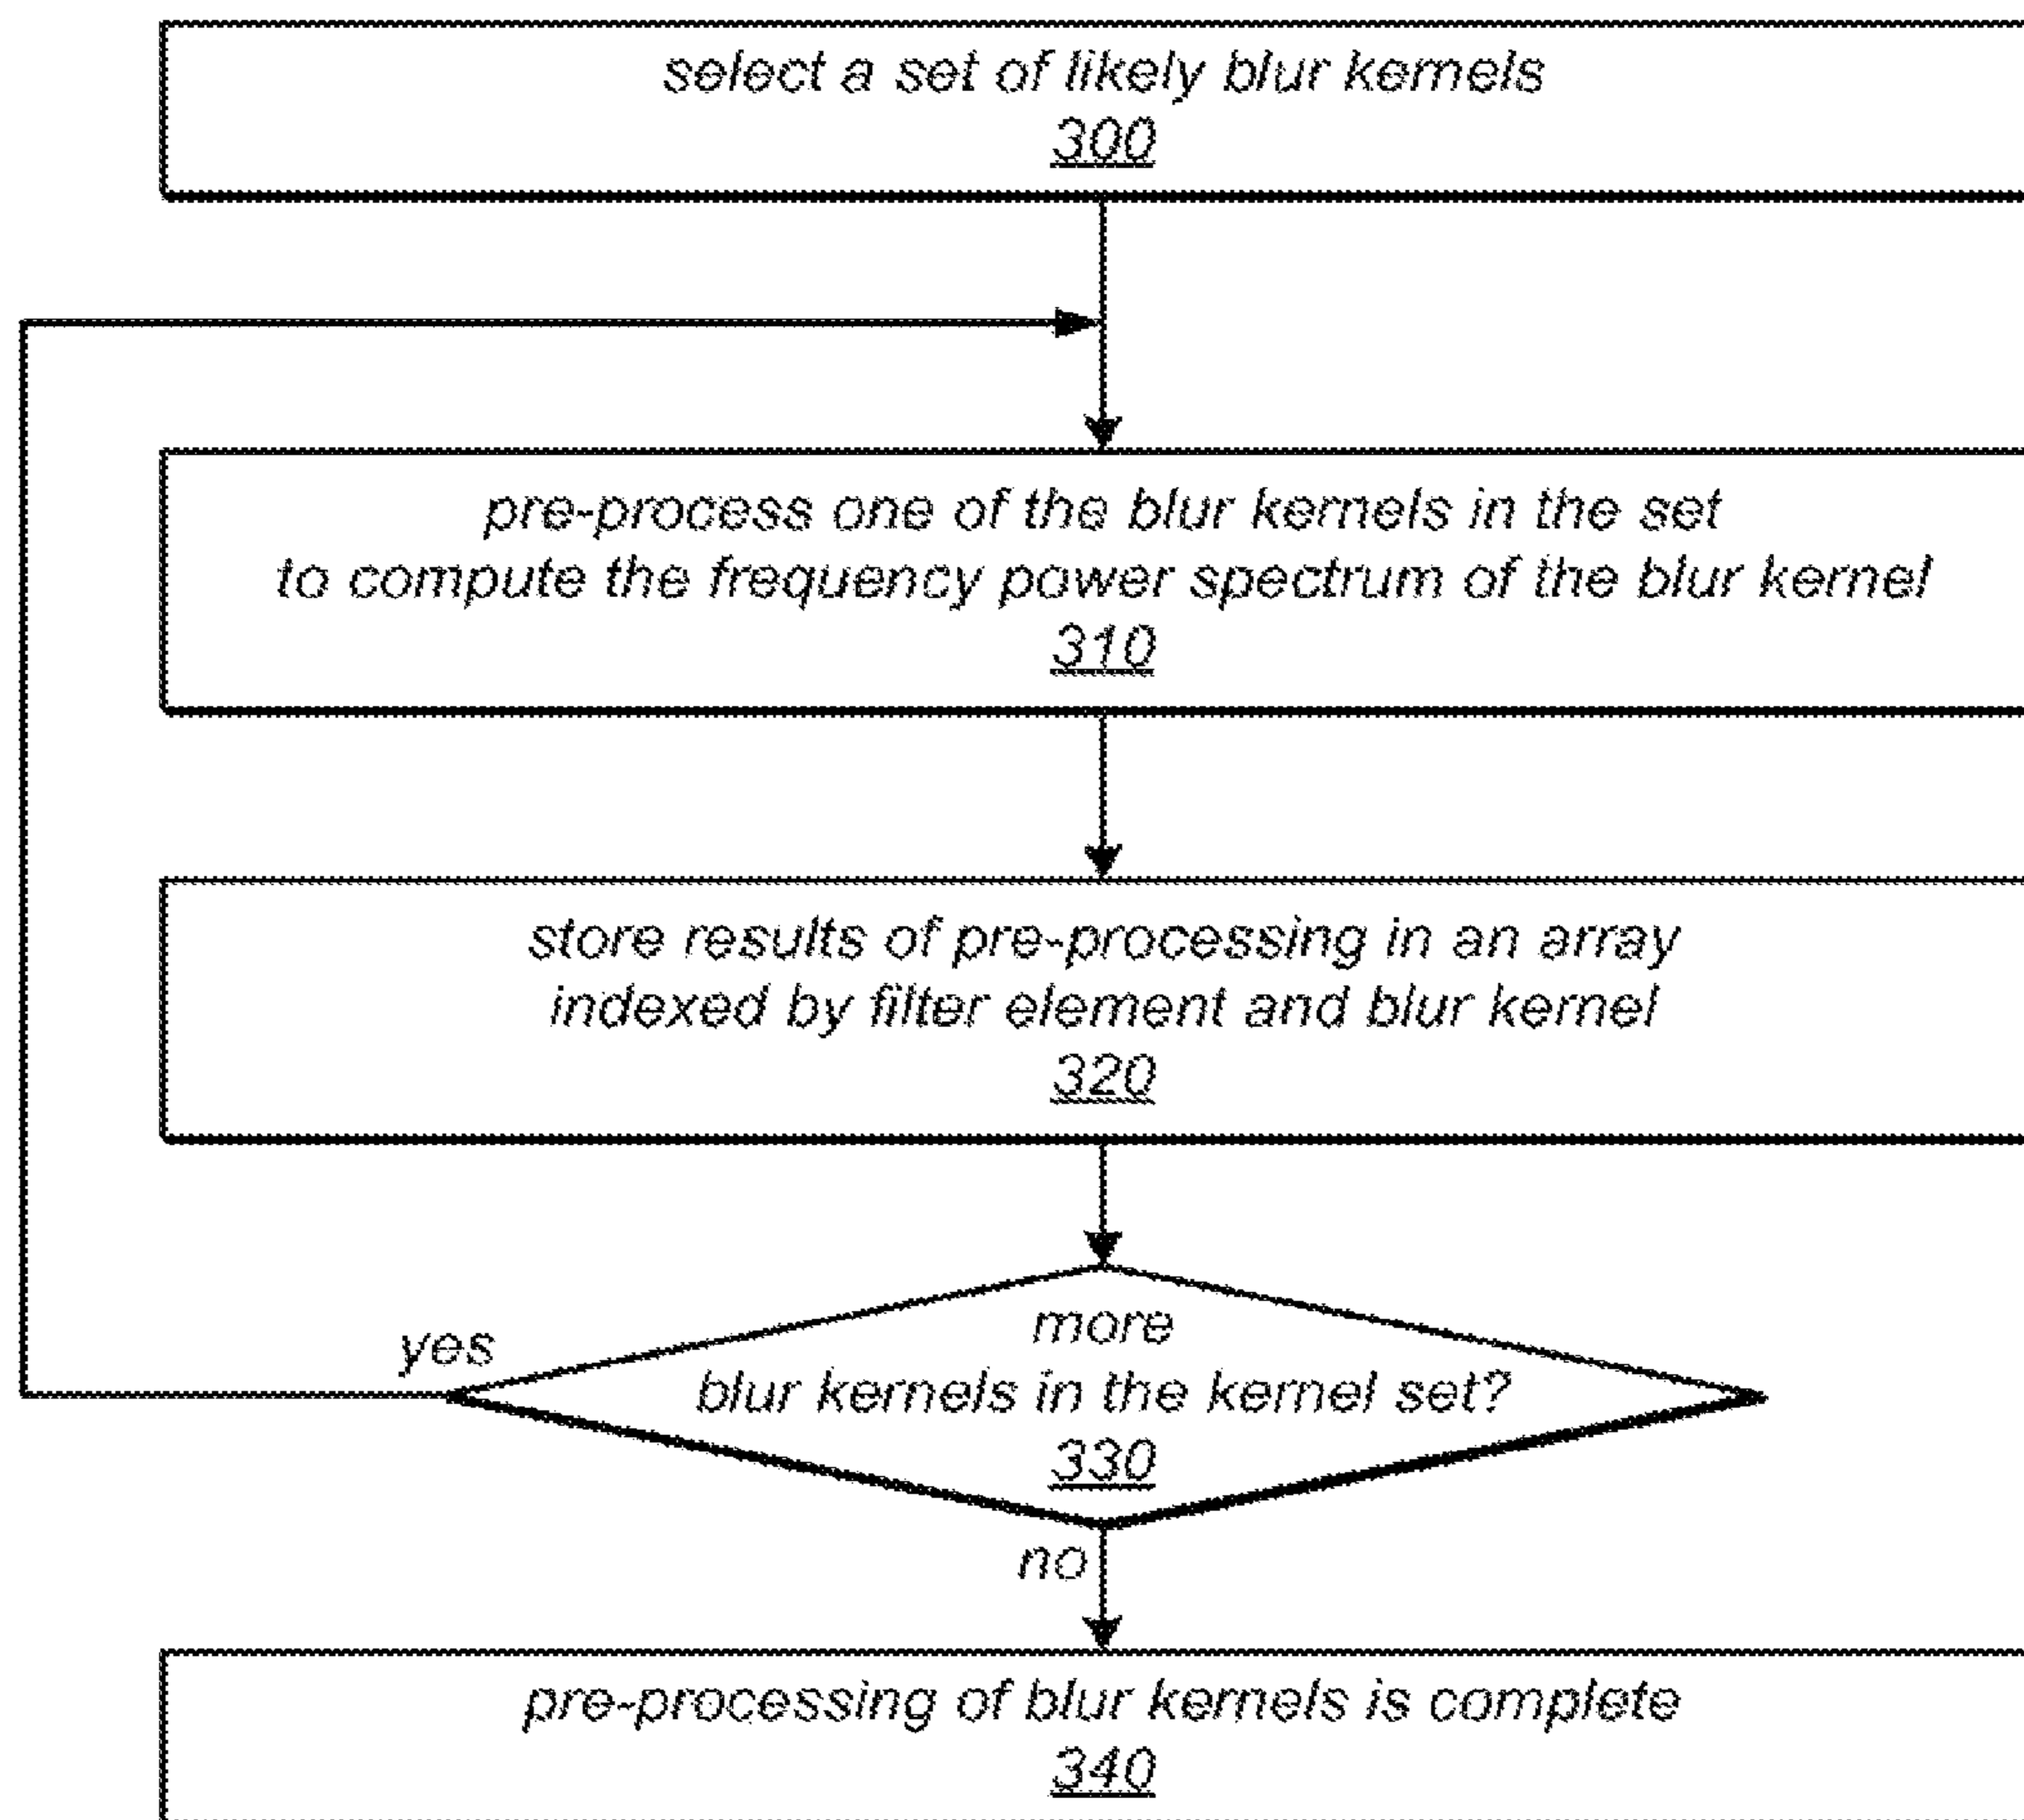 select a set of likely blur kernels
300
pre-process one of the blur kernels in the set
to compute the frequency power spectrum of the blur kernel
310
store results of pre-processing in an array
indexed by filter element and blur kernel
320
more
yes
blur kernels in the kernel set?
330
no
pre-processing of blur kernels is complete
340